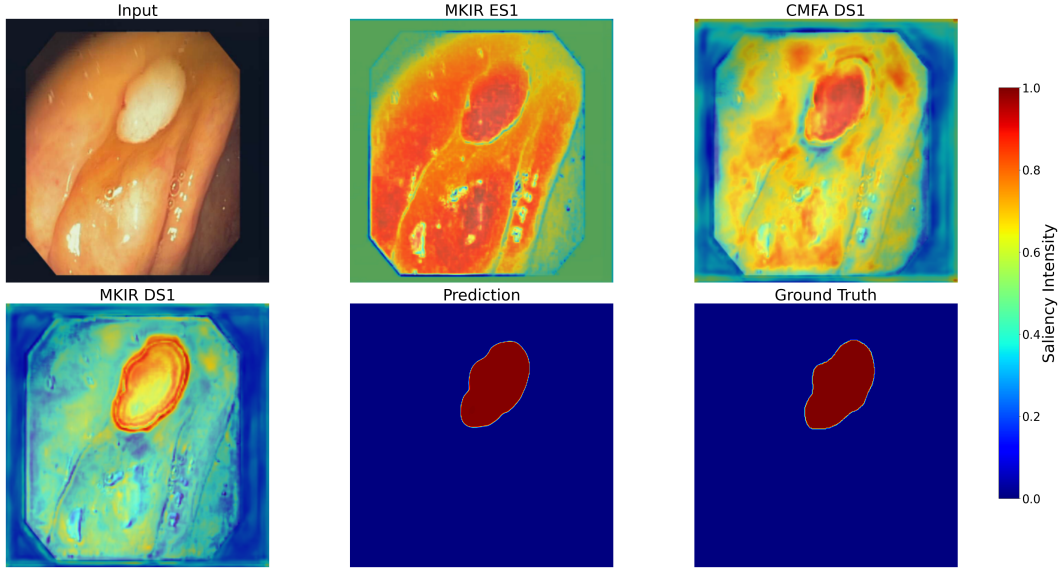 Input
MKIR ES1
CMFA DS1
MKIR DS1
Prediction
Ground Truth
1.0
0.8
0.6
0.4
0.2
0.0
Saliency Intensity